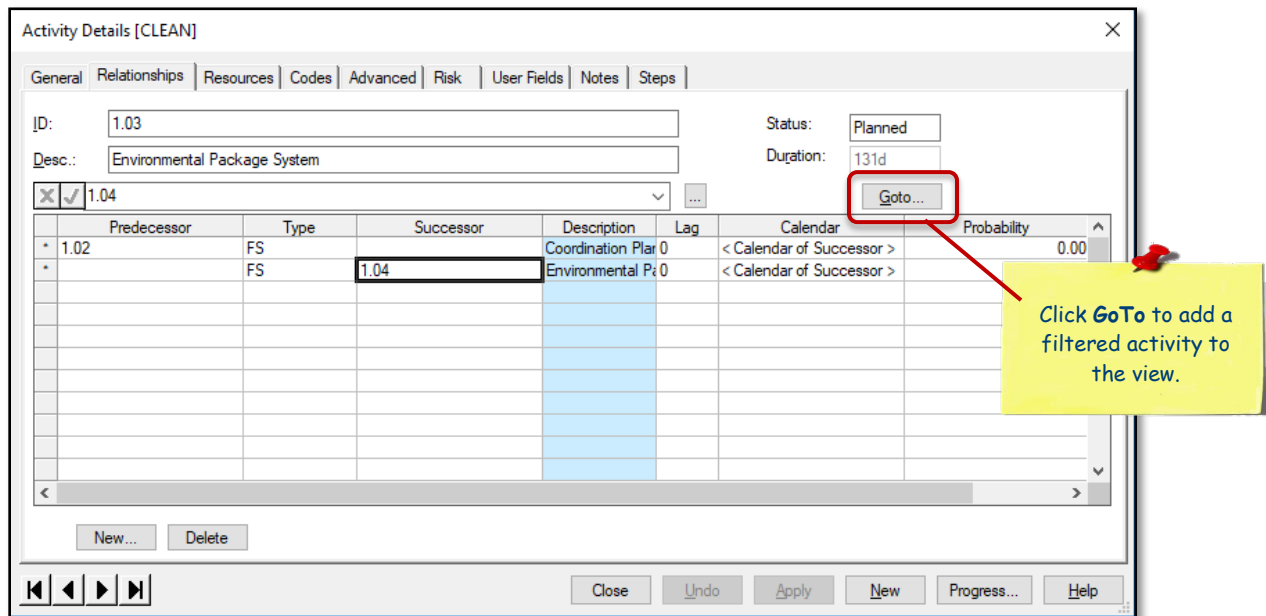 Activity Details [CLEAN]
General Relationships Resources Codes Advanced Risk User Fields Notes Steps
ID: 1.03 Status: Planned
Desc.: Environmental Package System Duration: 131d
1.04 ... Goto...
Predecessor Type Successor Description Lag Calendar Probability
* 1.02 FS Coordination Plar 0 < Calendar of Successor > 0.00
* FS 1.04 Environmental Pa 0 < Calendar of Successor >
Click GoTo to add a
filtered activity to
the view.
New... Delete
Close Undo Apply New Progress... Help